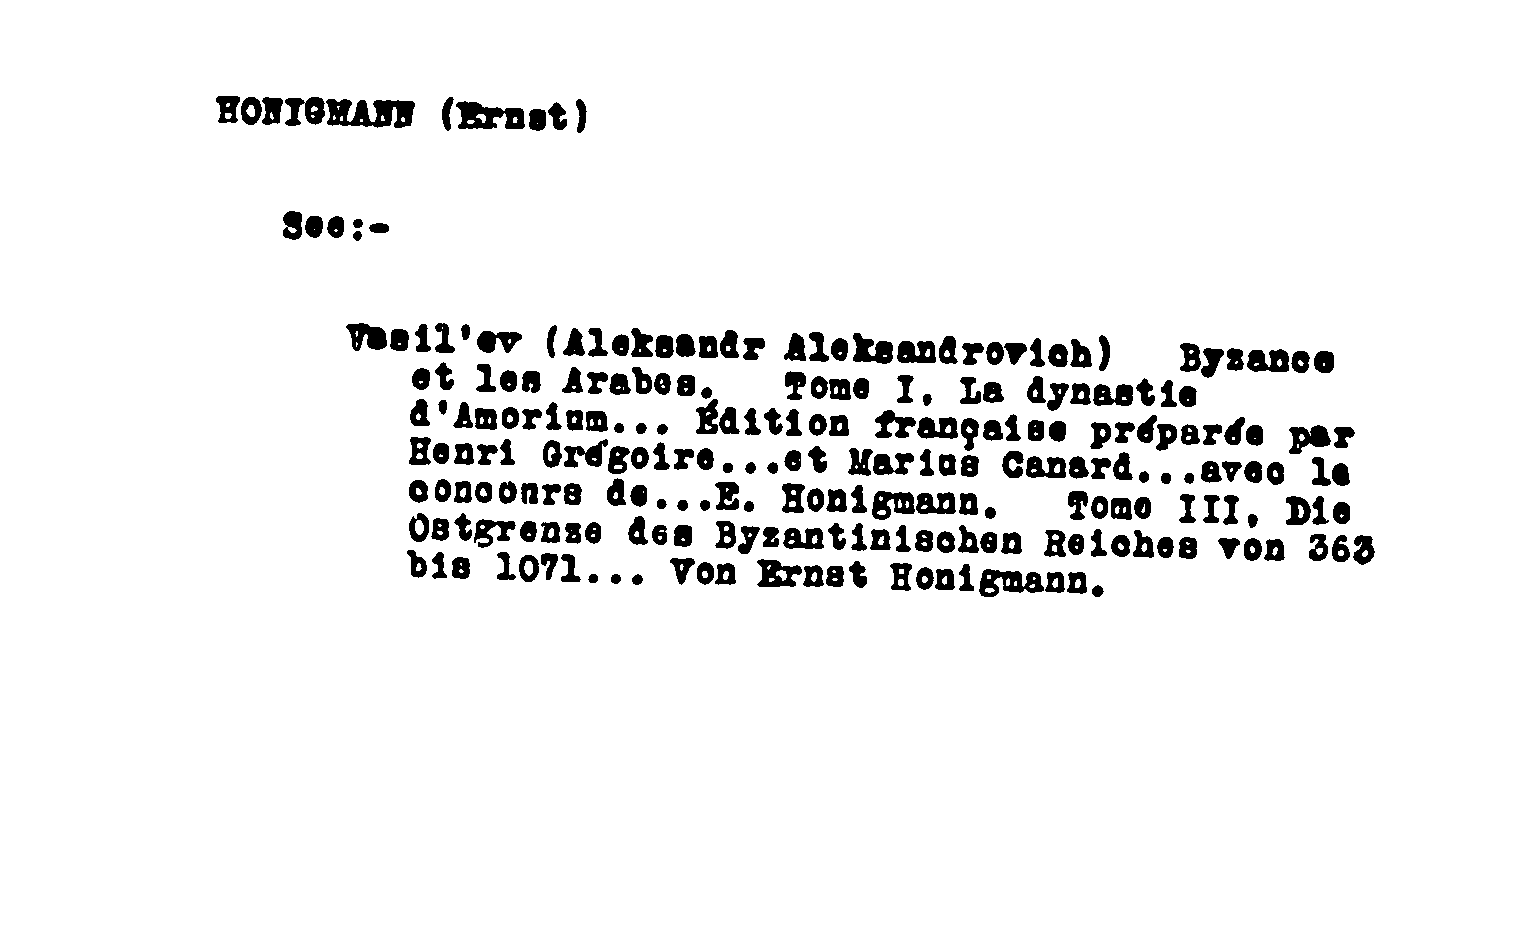 HONIGMANN (Ernst)
See:-
Vasil'ev (Aleksandr Aleksandrovich) Byzance
et les Arabes. Tome I. La dynastie
d'Amorium... Édition française préparée par
Henri Grégoire...et Marius Canard...avec le
concours de...E. Honigmann. Tome III. Die
Ostgrenze des Byzantinischen Reiches von 363
bis 1071... Von Ernst Honigmann.